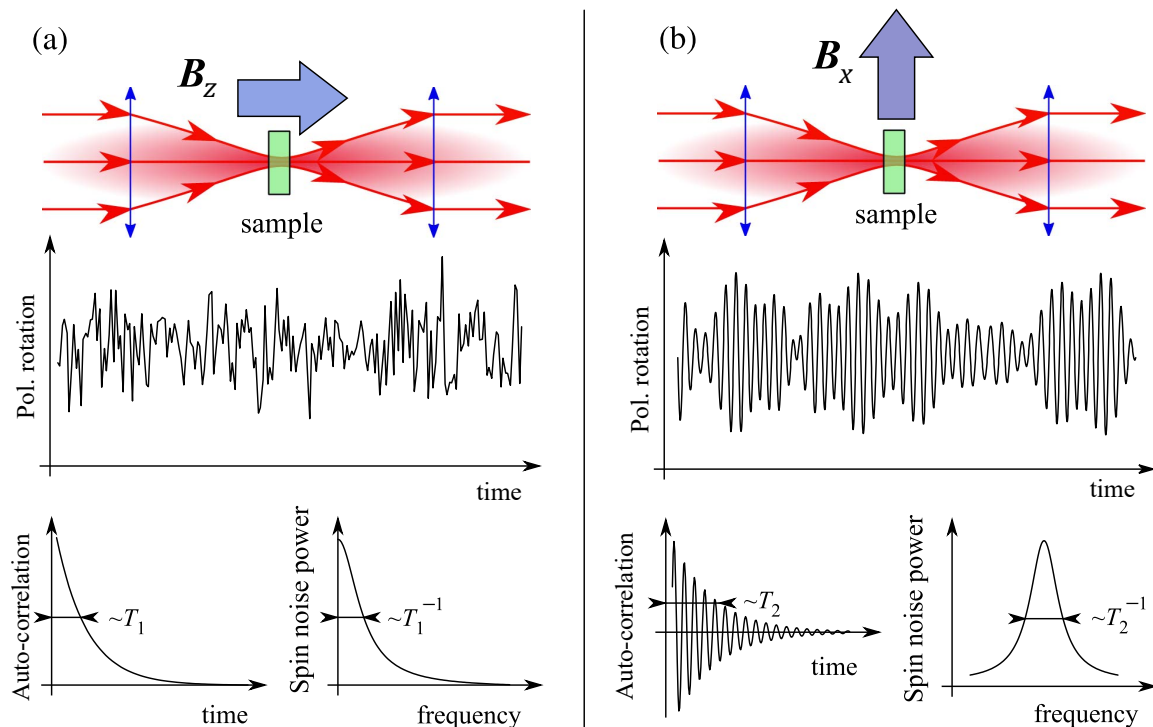 (a)
B_z
sample
Pol. rotation
time
Auto-correlation
~T_1
time
Spin noise power
~T_1^{-1}
frequency
(b)
B_x
sample
Pol. rotation
time
Auto-correlation
~T_2
time
Spin noise power
~T_2^{-1}
frequency